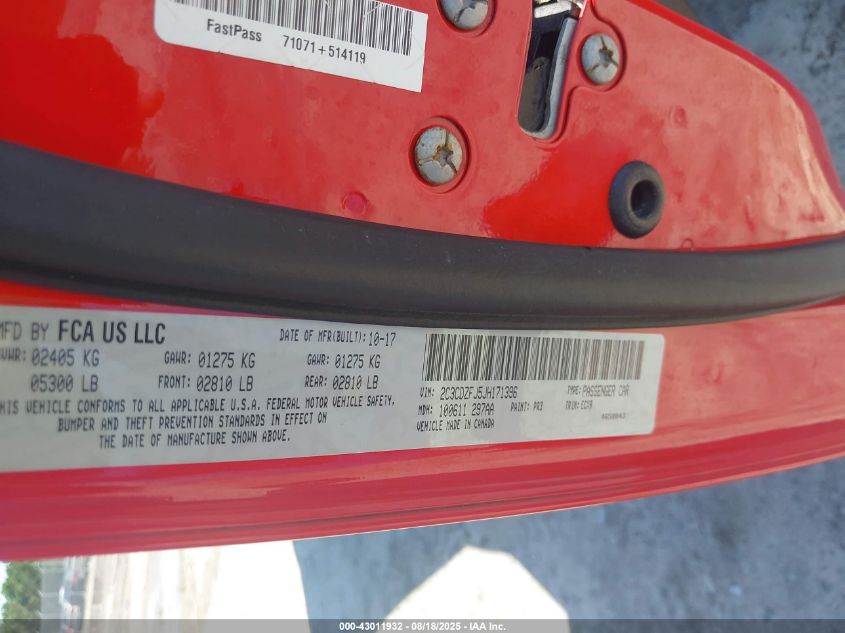 FastPass 71071+514119
MFD BY FCA US LLC DATE OF MFR(BUILT): 10-17
GVWR: 02405 KG GAWR: 01275 KG GAWR: 01275 KG
05300 LB FRONT: 02810 LB REAR: 02810 LB
THIS VEHICLE CONFORMS TO ALL APPLICABLE U.S.A. FEDERAL MOTOR VEHICLE SAFETY,
BUMPER AND THEFT PREVENTION STANDARDS IN EFFECT ON
THE DATE OF MANUFACTURE SHOWN ABOVE.
VIN: 2C3CDZFJ5JH171396 TYPE: PASSENGER CAR
MDH: 100611 297AA PAINT: PR3 TRIM: ECX9
VEHICLE MADE IN CANADA
000-43011932 - 08/18/2025 - IAA Inc.